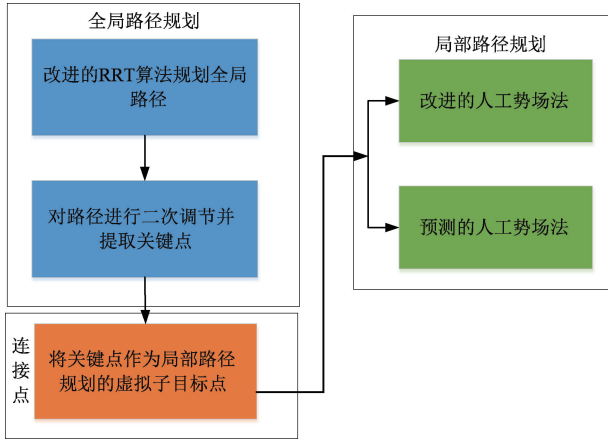 全局路径规划
改进的RRT算法规划全局
路径
对路径进行二次调节并
提取关键点
连
接
点
将关键点作为局部路径
规划的虚拟子目标点
局部路径规划
改进的人工势场法
预测的人工势场法